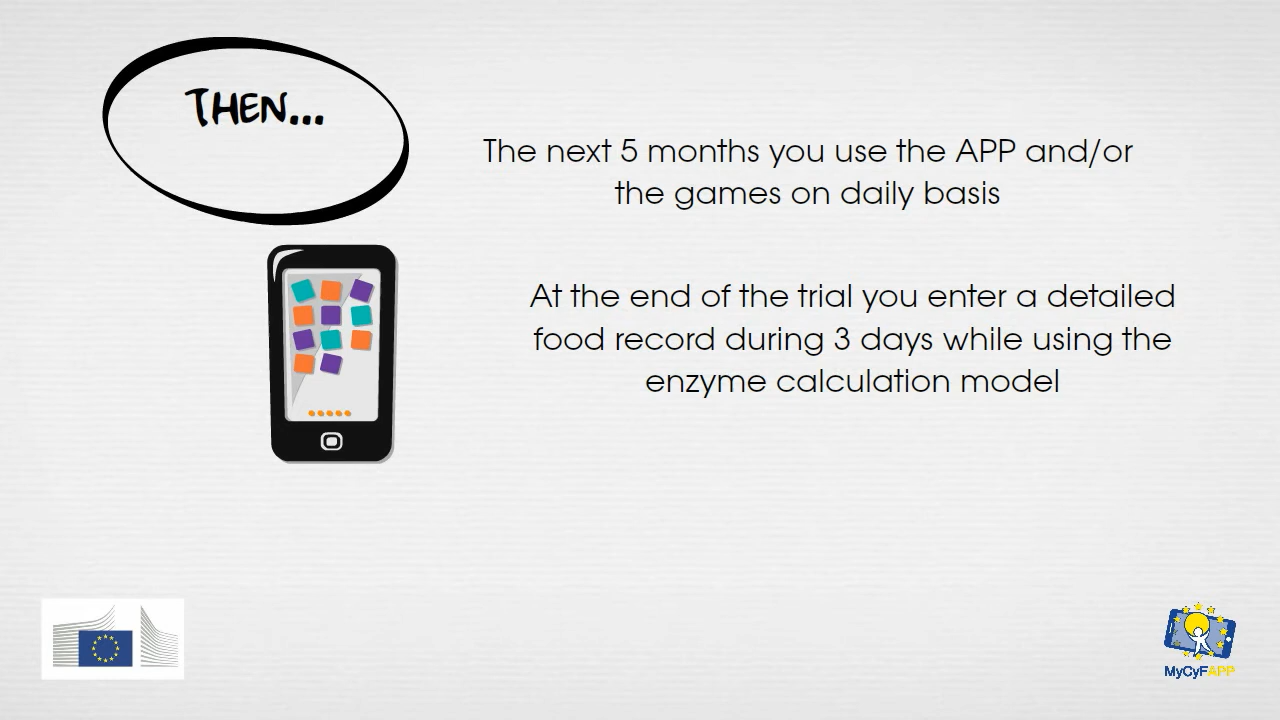 THEN...
The next 5 months you use the APP and/or
the games on daily basis
At the end of the trial you enter a detailed
food record during 3 days while using the
enzyme calculation model
MyCyFAPP